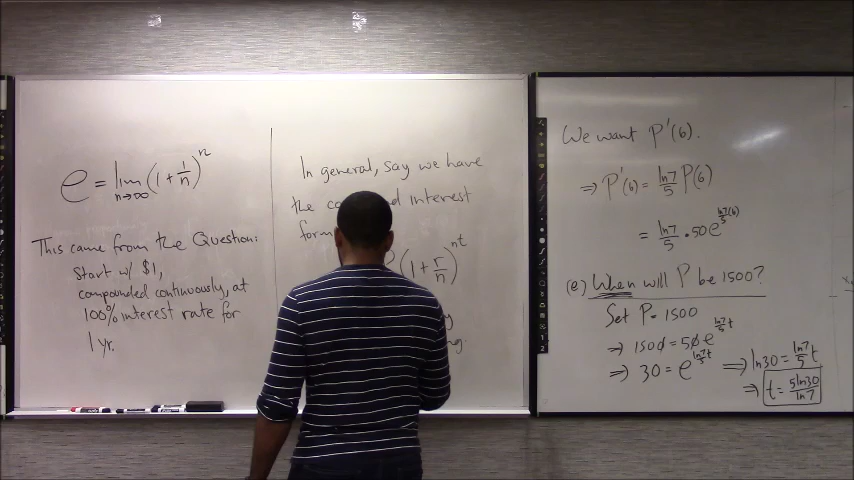 e = lim n→∞ (1 + 1/n)^n
This came from the Question:
Start w/ $1,
compounded continuously, at
100% interest rate for
1 yr.
In general, say we have
the interest
(1 + r/n)^nt
We want P'(6).
⇒ P'(6) = ln7/5 P(6)
= ln7/5 • 50e^(ln7/5 (6))
(e) When will P be 1500?
Set P = 1500
⇒ 1500 = 50e^(ln7/5 t)
⇒ 30 = e^(ln7/5 t) ⇒ ln30 = ln7/5 t
⇒ t = 5ln30/ln7